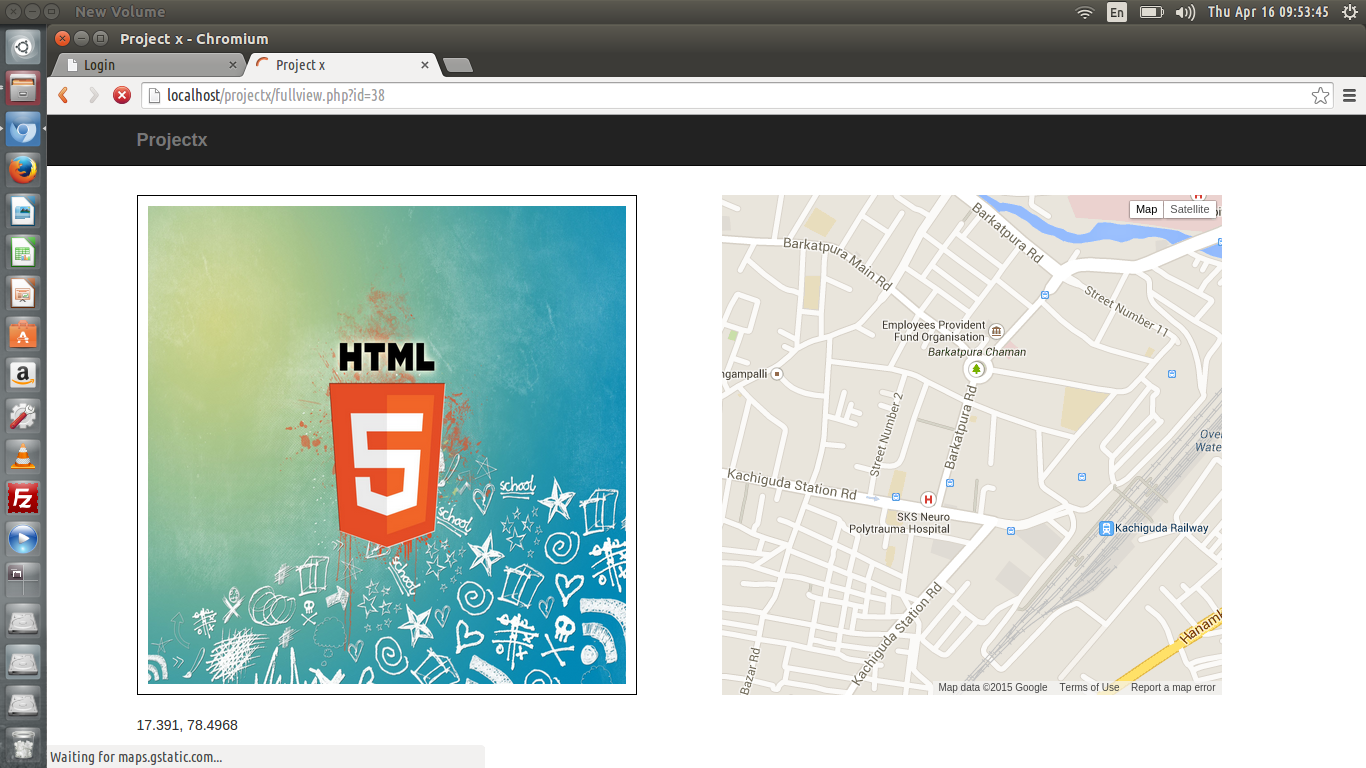 New Volume
En
Thu Apr 16 09:53:45
Project x - Chromium
Login
Project x
localhost/projectx/fullview.php?id=38
Projectx
HTML
5
school
school
school
Map
Satellite
Barkatpura Rd
Barkatpura Main Rd
Street Number 11
Employees Provident
Fund Organisation
Barkatpura Chaman
ngampalli
Street Number 2
Barkatpura Rd
Over
Water
Kachiguda Station Rd
H
SKS Neuro
Polytrauma Hospital
Kachiguda Railway
Kachiguda Station Rd
Bazar Rd
Hanamk
Map data ©2015 Google
Terms of Use
Report a map error
17.391, 78.4968
Waiting for maps.gstatic.com...
a
Fz